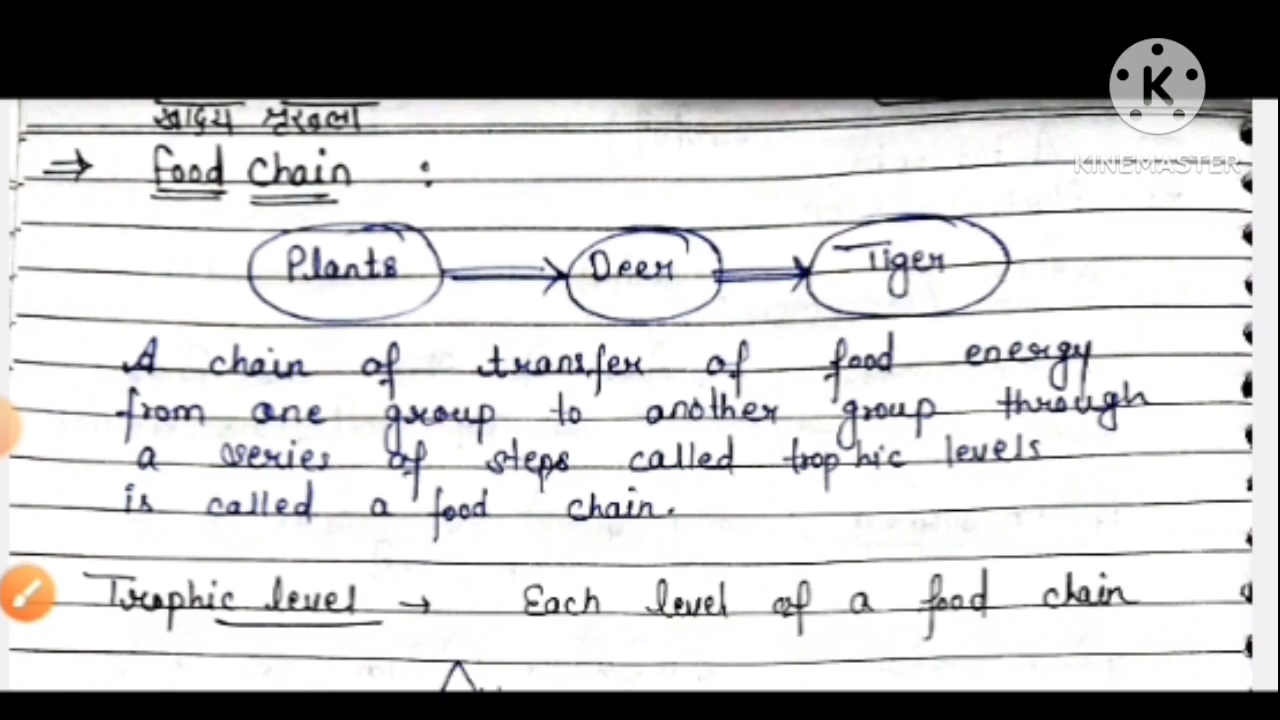 खाद्य श्रृंखला
K
KINEMASTER
⇒ Food Chain :
Plants → Deer → Tiger
A chain of transfer of food energy
from one group to another group through
a series of steps called trophic levels
is called a food chain.
Trophic level → Each level of a food chain